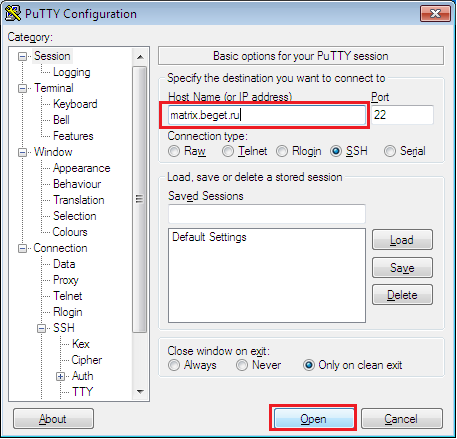 PuTTY Configuration
Category:
Session
Logging
Terminal
Keyboard
Bell
Features
Window
Appearance
Behaviour
Translation
Selection
Colours
Connection
Data
Proxy
Telnet
Rlogin
SSH
Kex
Cipher
Auth
TTY
Basic options for your PuTTY session
Specify the destination you want to connect to
Host Name (or IP address) Port
matrix.beget.ru 22
Connection type:
Raw Telnet Rlogin SSH Serial
Load, save or delete a stored session
Saved Sessions
Default Settings
Load
Save
Delete
Close window on exit:
Always Never Only on clean exit
About Open Cancel